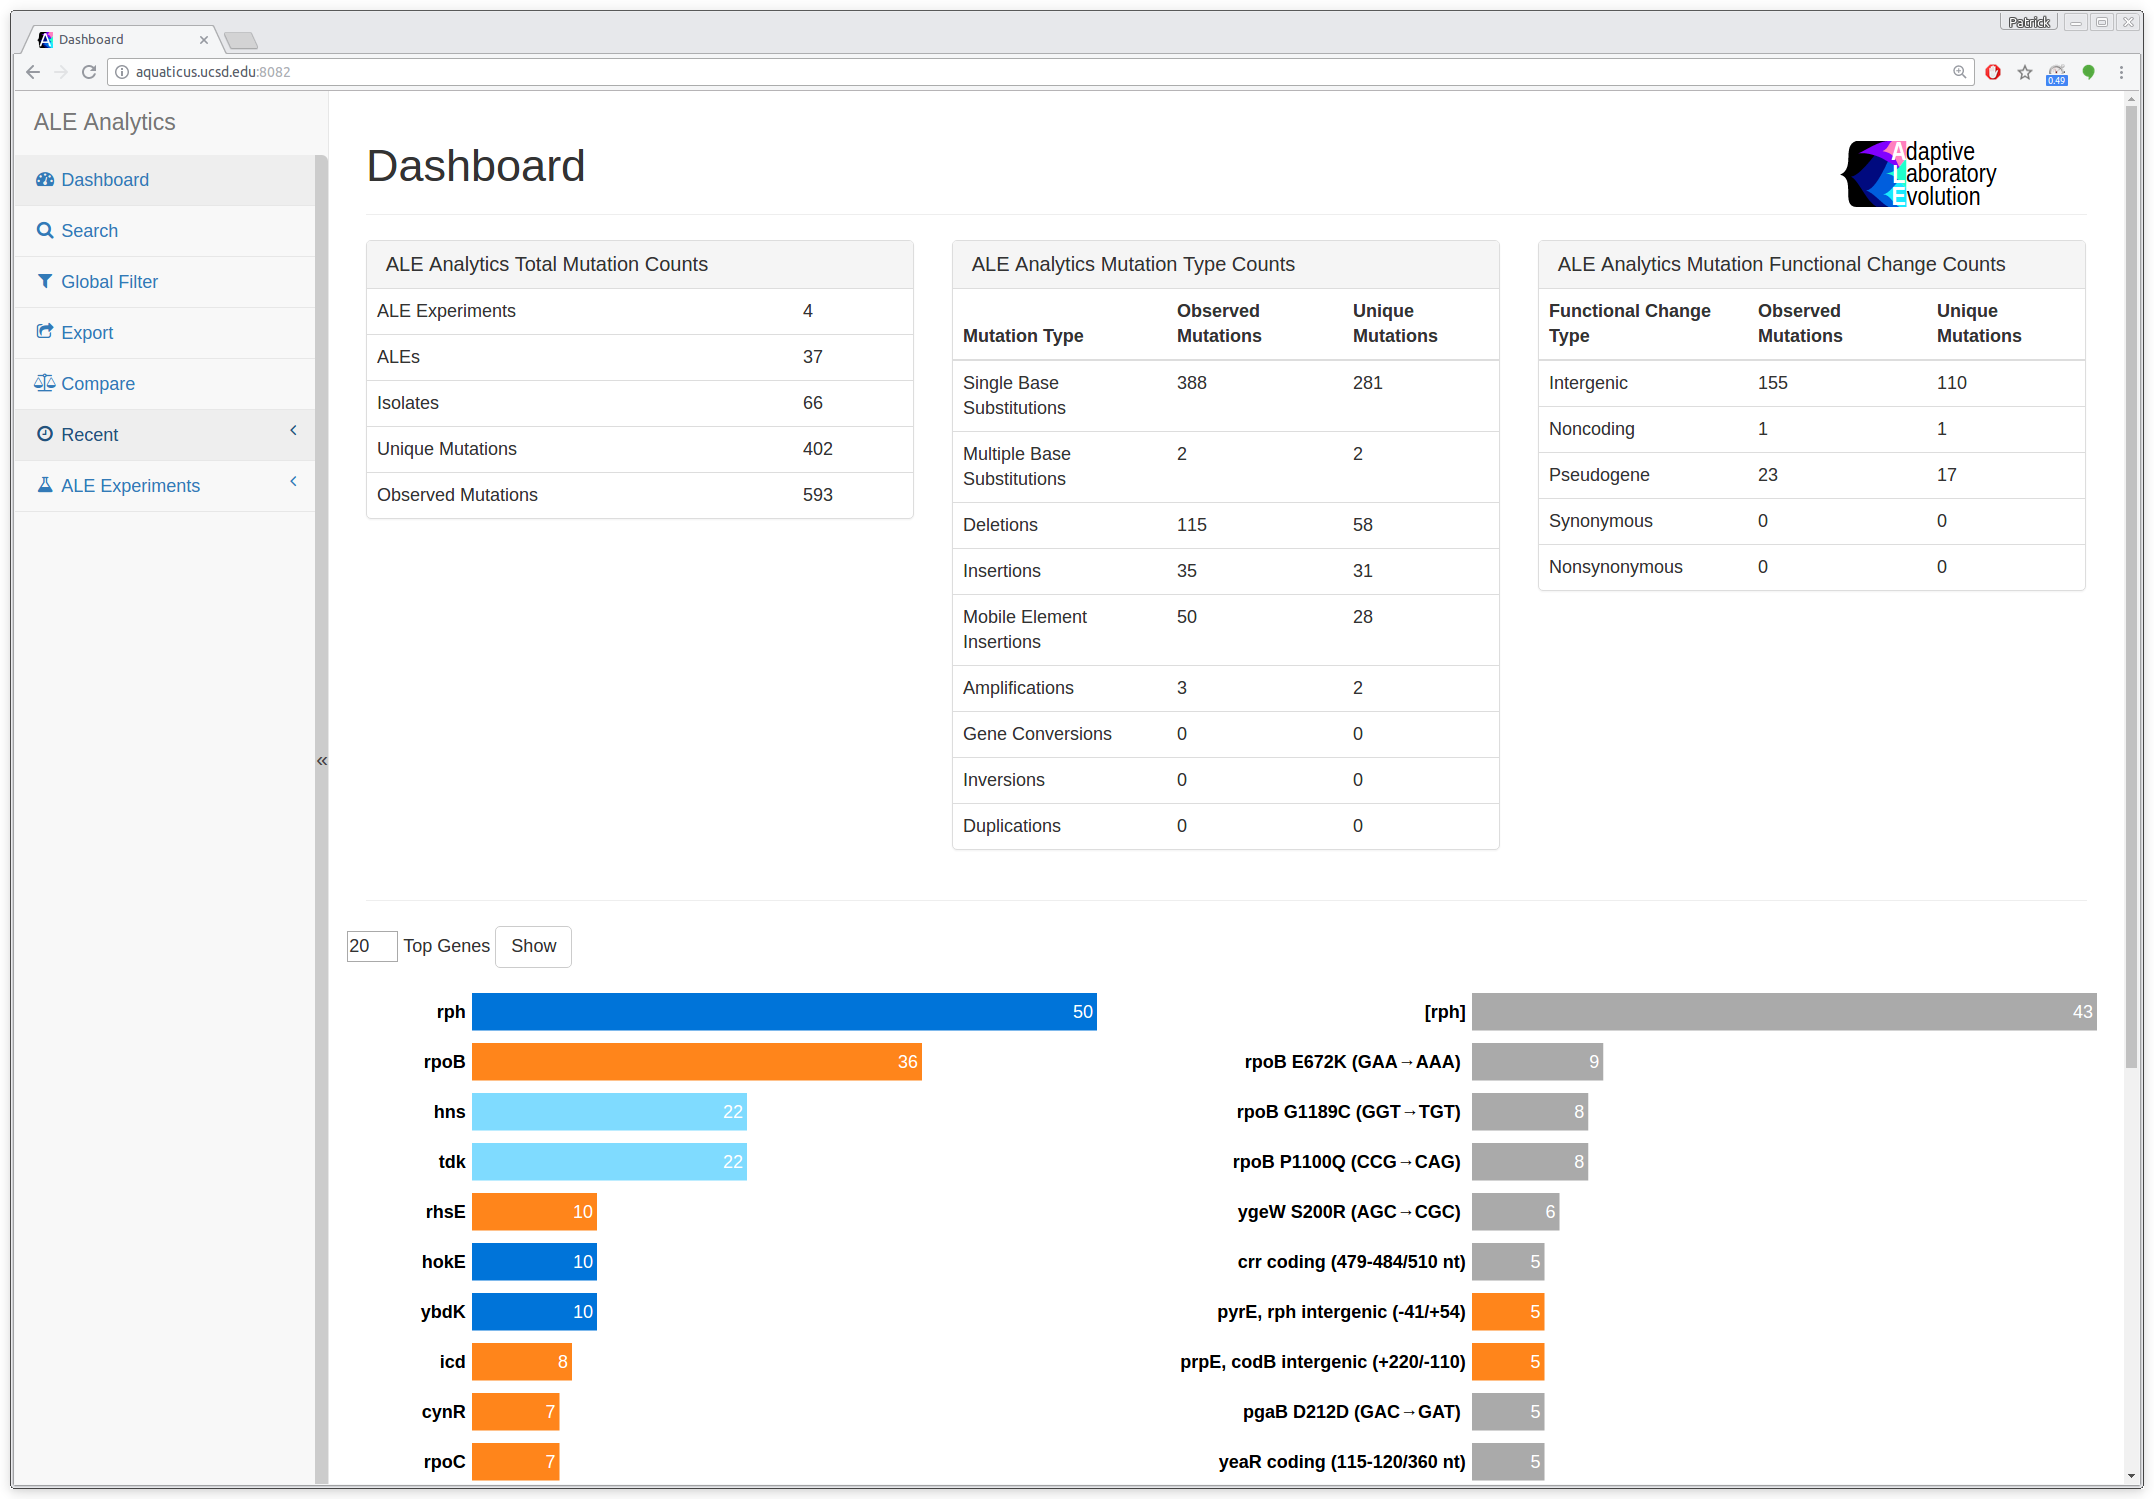 Patrick
Dashboard
aquaticus.ucsd.edu:8082
0.49
ALE Analytics
Dashboard
Search
Global Filter
Export
Compare
Recent
ALE Experiments
«
Dashboard
Adaptive
Laboratory
Evolution
ALE Analytics Total Mutation Counts
ALE Experiments 4
ALEs 37
Isolates 66
Unique Mutations 402
Observed Mutations 593
ALE Analytics Mutation Type Counts
Mutation Type Observed Mutations Unique Mutations
Single Base Substitutions 388 281
Multiple Base Substitutions 2 2
Deletions 115 58
Insertions 35 31
Mobile Element Insertions 50 28
Amplifications 3 2
Gene Conversions 0 0
Inversions 0 0
Duplications 0 0
ALE Analytics Mutation Functional Change Counts
Functional Change Type Observed Mutations Unique Mutations
Intergenic 155 110
Noncoding 1 1
Pseudogene 23 17
Synonymous 0 0
Nonsynonymous 0 0
20 Top Genes Show
rph 50
rpoB 36
hns 22
tdk 22
rhsE 10
hokE 10
ybdK 10
icd 8
cynR 7
rpoC 7
[rph] 43
rpoB E672K (GAA→AAA) 9
rpoB G1189C (GGT→TGT) 8
rpoB P1100Q (CCG→CAG) 8
ygeW S200R (AGC→CGC) 6
crr coding (479-484/510 nt) 5
pyrE, rph intergenic (-41/+54) 5
prpE, codB intergenic (+220/-110) 5
pgaB D212D (GAC→GAT) 5
yeaR coding (115-120/360 nt) 5